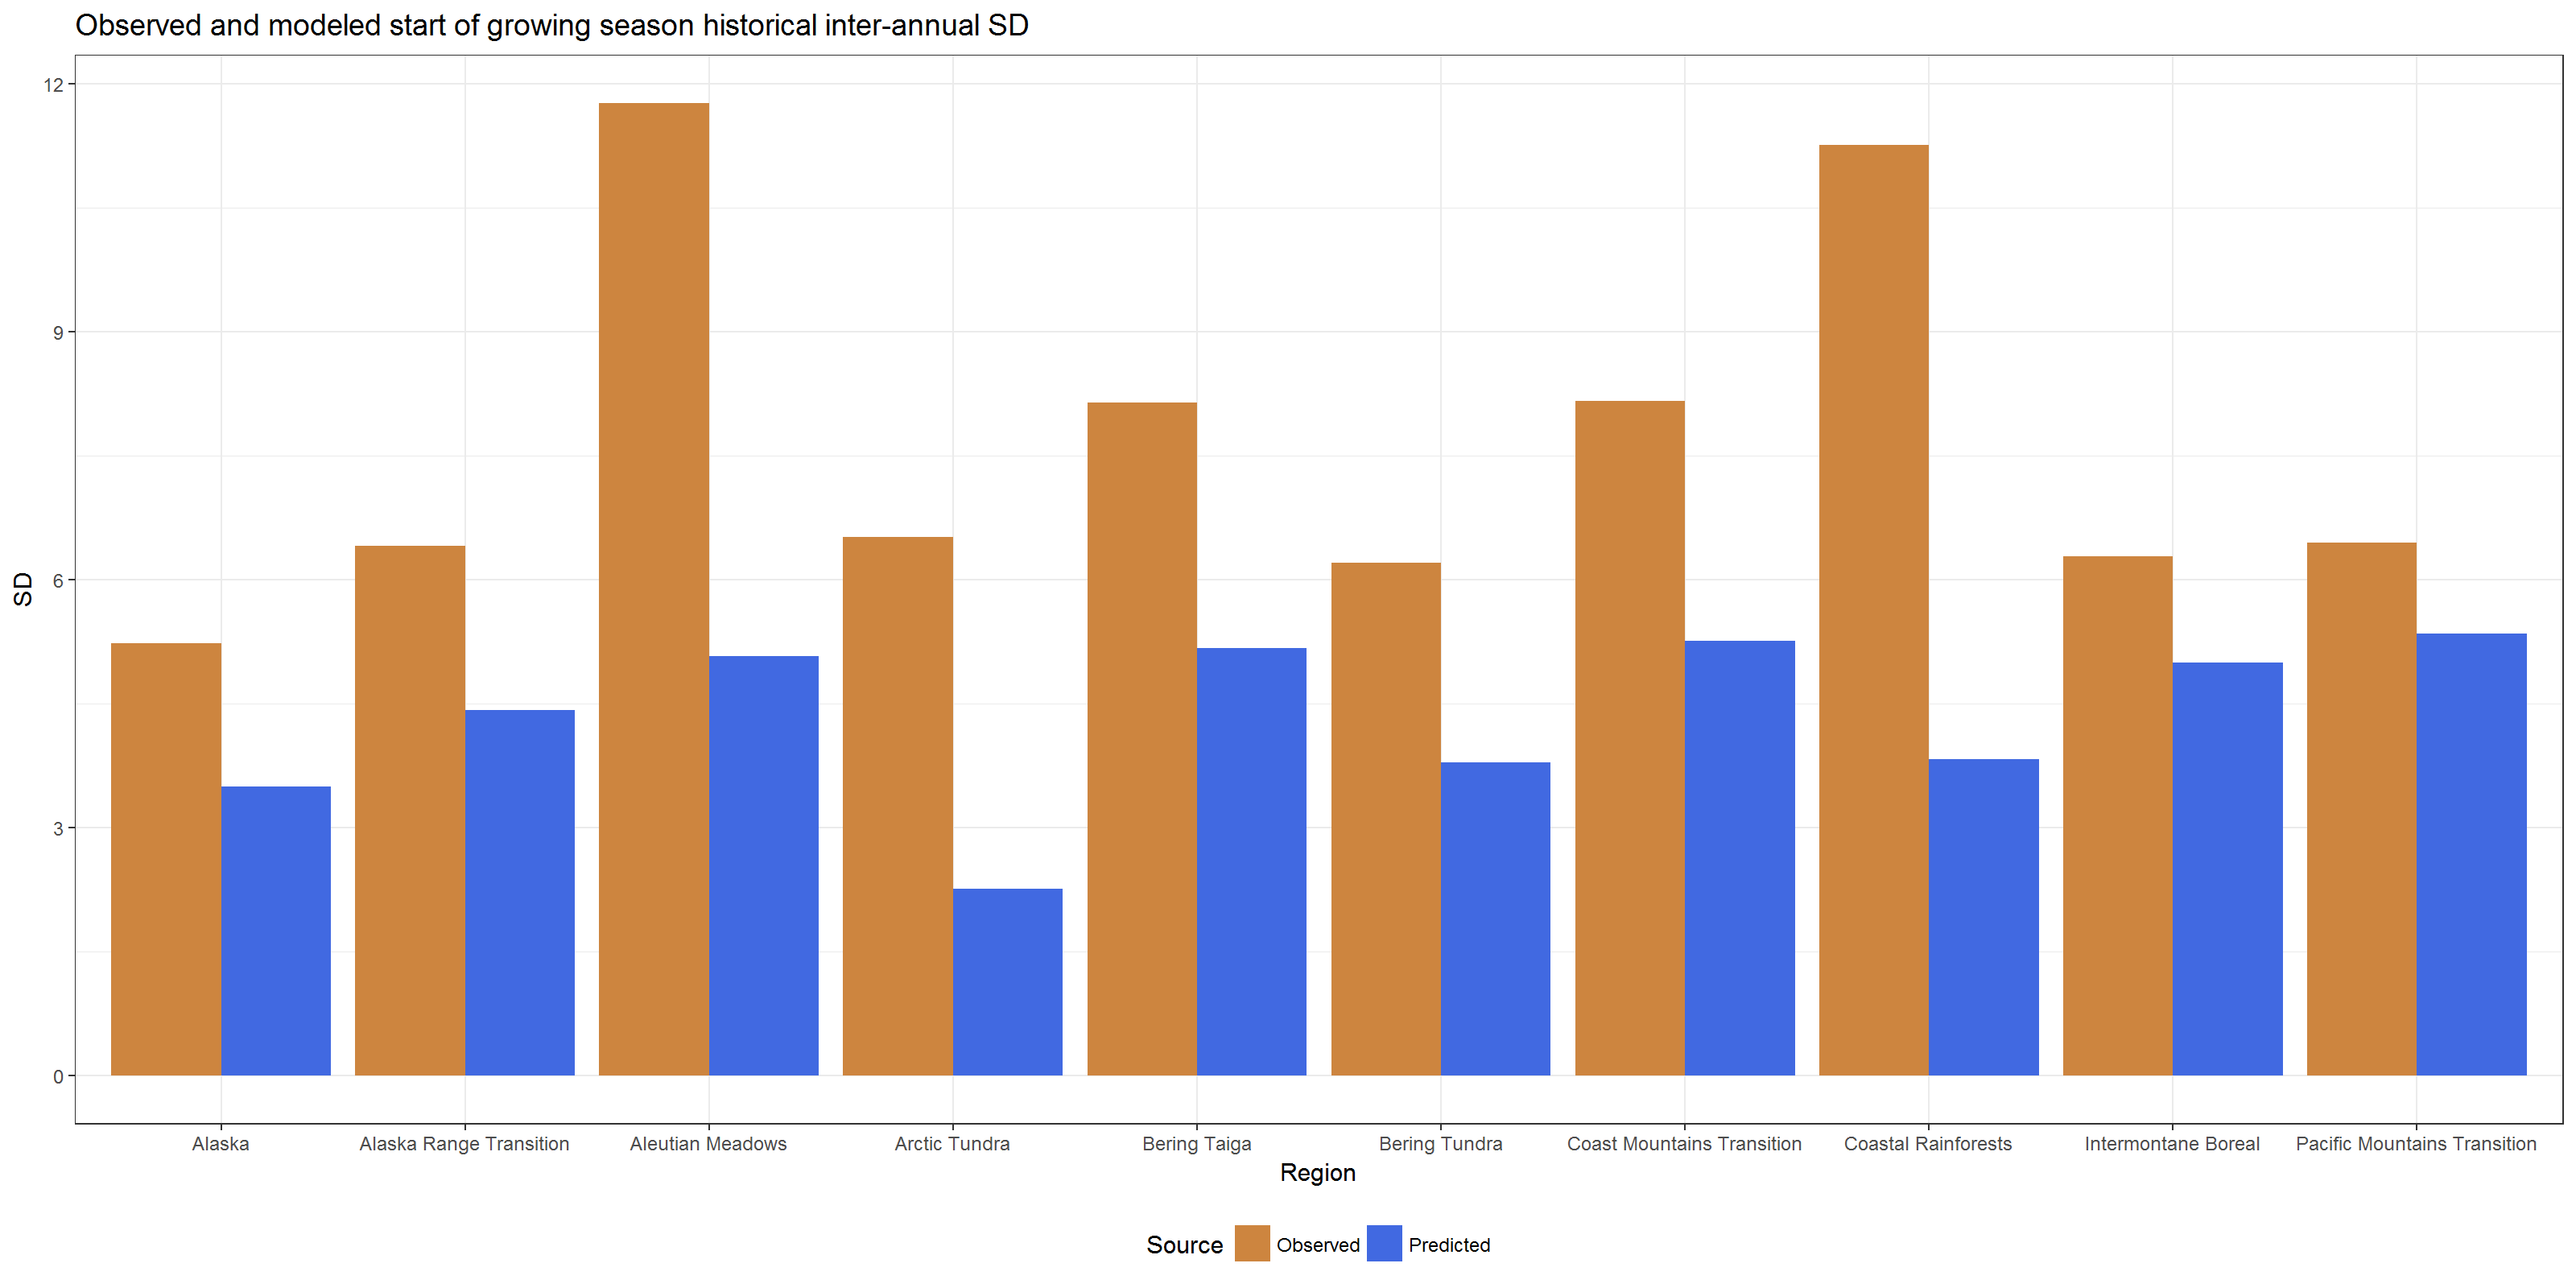 Observed and modeled start of growing season historical inter-annual SD
12
9
6
3
0
SD
Alaska
Alaska Range Transition
Aleutian Meadows
Arctic Tundra
Bering Taiga
Bering Tundra
Coast Mountains Transition
Coastal Rainforests
Intermontane Boreal
Pacific Mountains Transition
Region
Source
Observed
Predicted